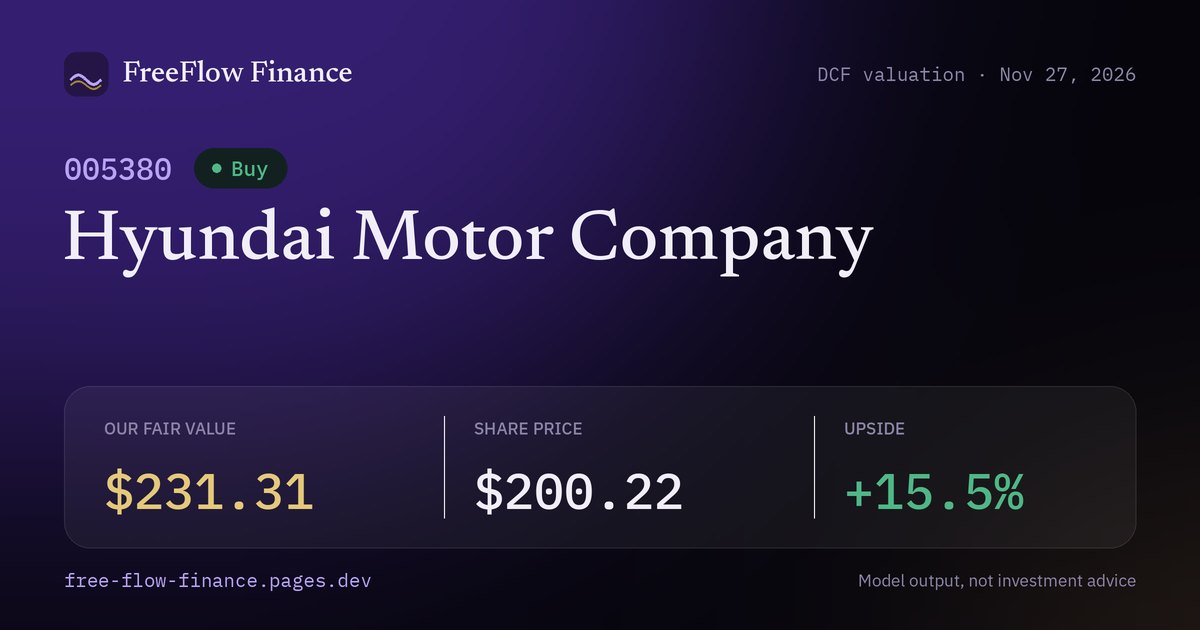 FreeFlow Finance
DCF valuation · Nov 27, 2026
005380
Buy
Hyundai Motor Company
OUR FAIR VALUE
$231.31
SHARE PRICE
$200.22
UPSIDE
+15.5%
free-flow-finance.pages.dev
Model output, not investment advice